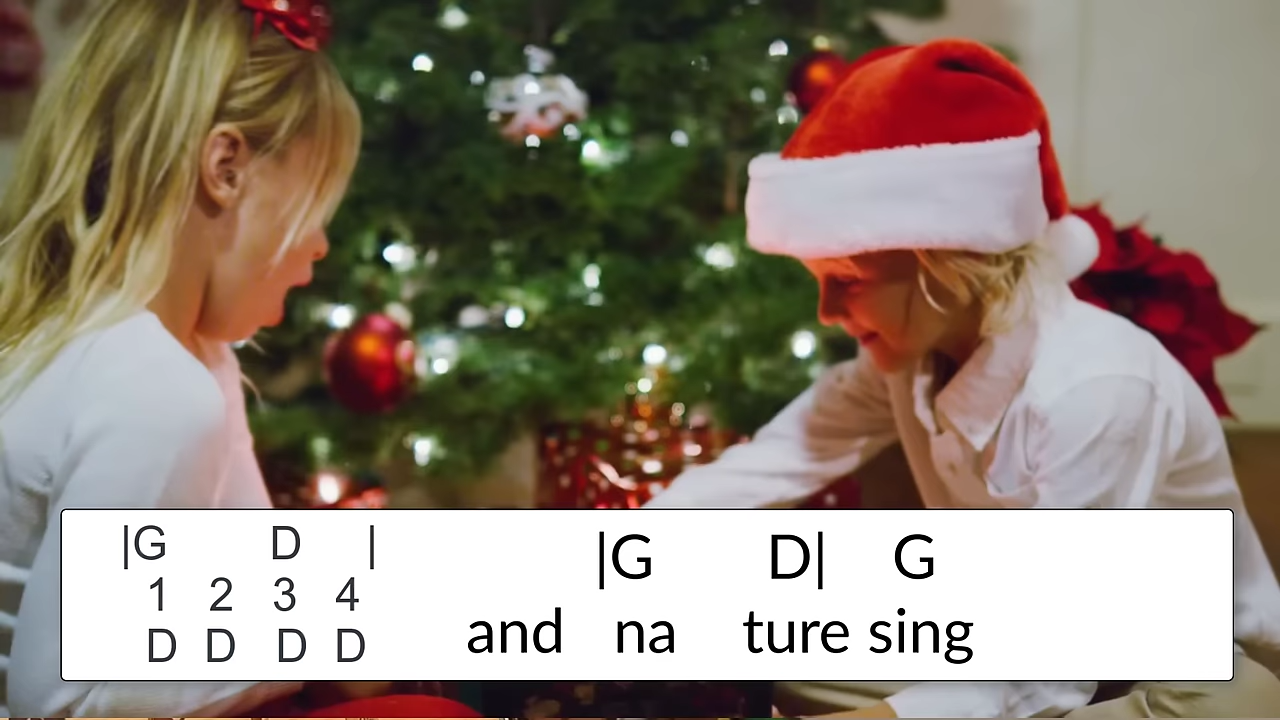 |G D |
1 2 3 4
D D D D
|G D| G
and na ture sing